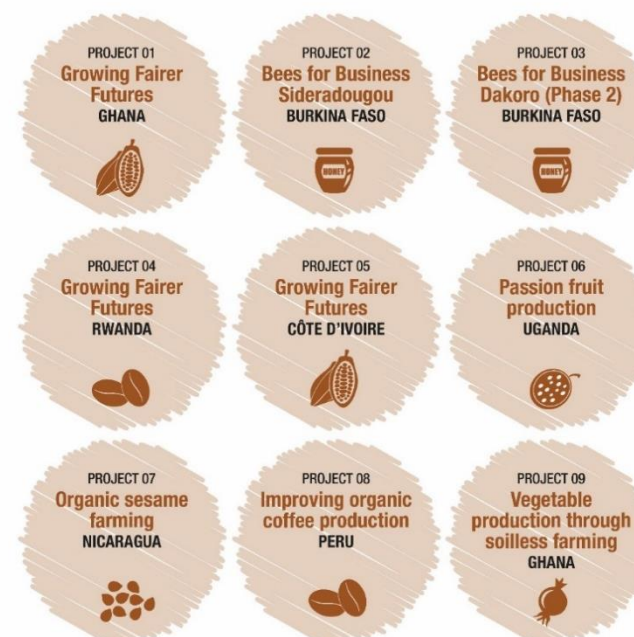 PROJECT 01
Growing Fairer
Futures
GHANA
PROJECT 02
Bees for Business
Sideradougou
BURKINA FASO
HONEY
PROJECT 03
Bees for Business
Dakoro (Phase 2)
BURKINA FASO
HONEY
PROJECT 04
Growing Fairer
Futures
RWANDA
PROJECT 05
Growing Fairer
Futures
CÔTE D'IVOIRE
PROJECT 06
Passion fruit
production
UGANDA
PROJECT 07
Organic sesame
farming
NICARAGUA
PROJECT 08
Improving organic
coffee production
PERU
PROJECT 09
Vegetable
production through
soilless farming
GHANA